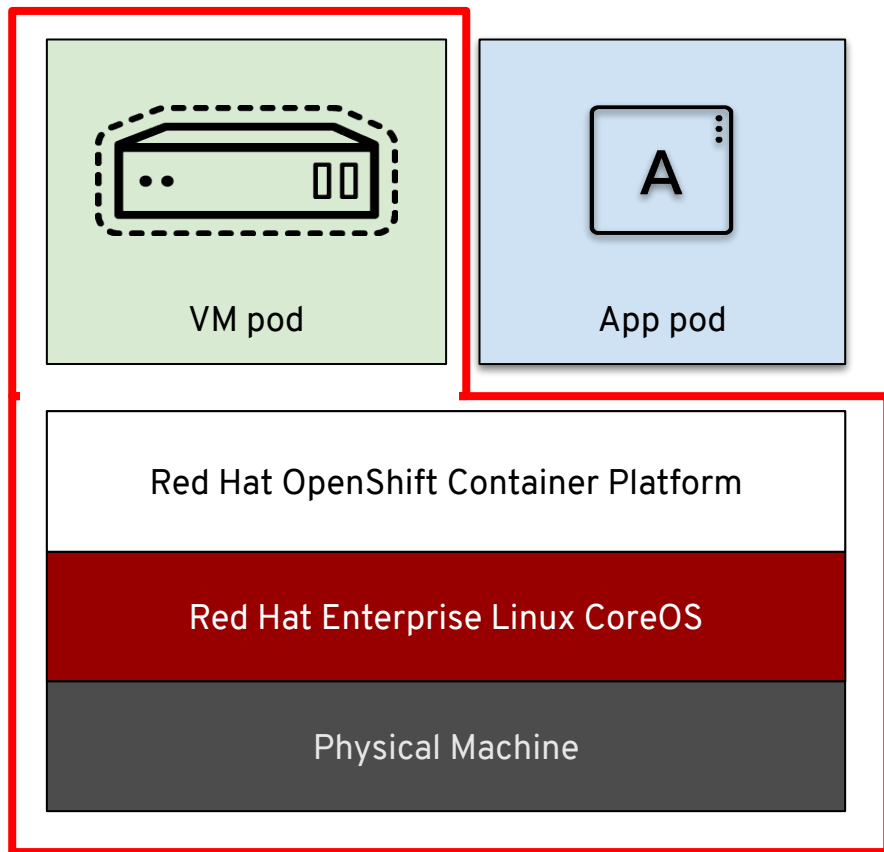 A
VM pod
App pod
Red Hat OpenShift Container Platform
Red Hat Enterprise Linux CoreOS
Physical Machine